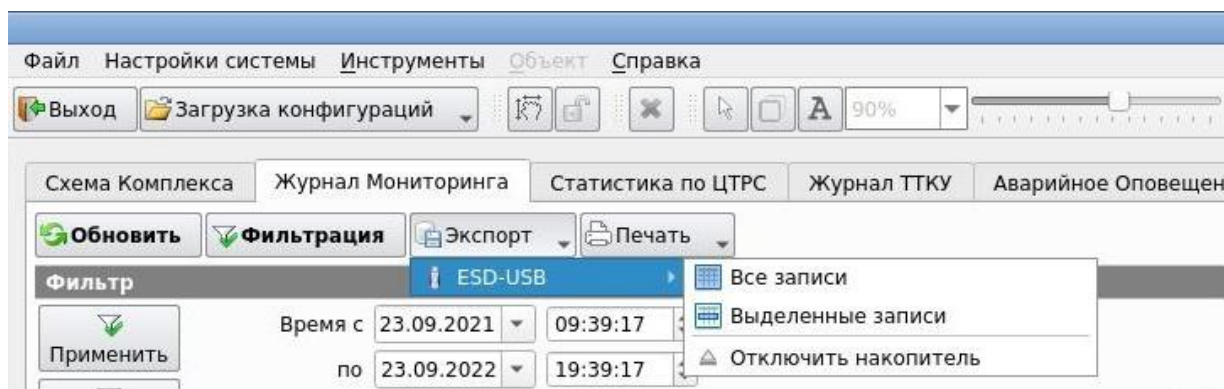 Файл Настройки системы Инструменты Объект Справка
Выход Загрузка конфигураций A 90%
Схема Комплекса Журнал Мониторинга Статистика по ЦТРС Журнал ТТКУ Аварийное Оповещен
Обновить Фильтрация Экспорт Печать
Фильтр ESD-USB Все записи
Выделенные записи
Применить Время с 23.09.2021 09:39:17
по 23.09.2022 19:39:17 Отключить накопитель